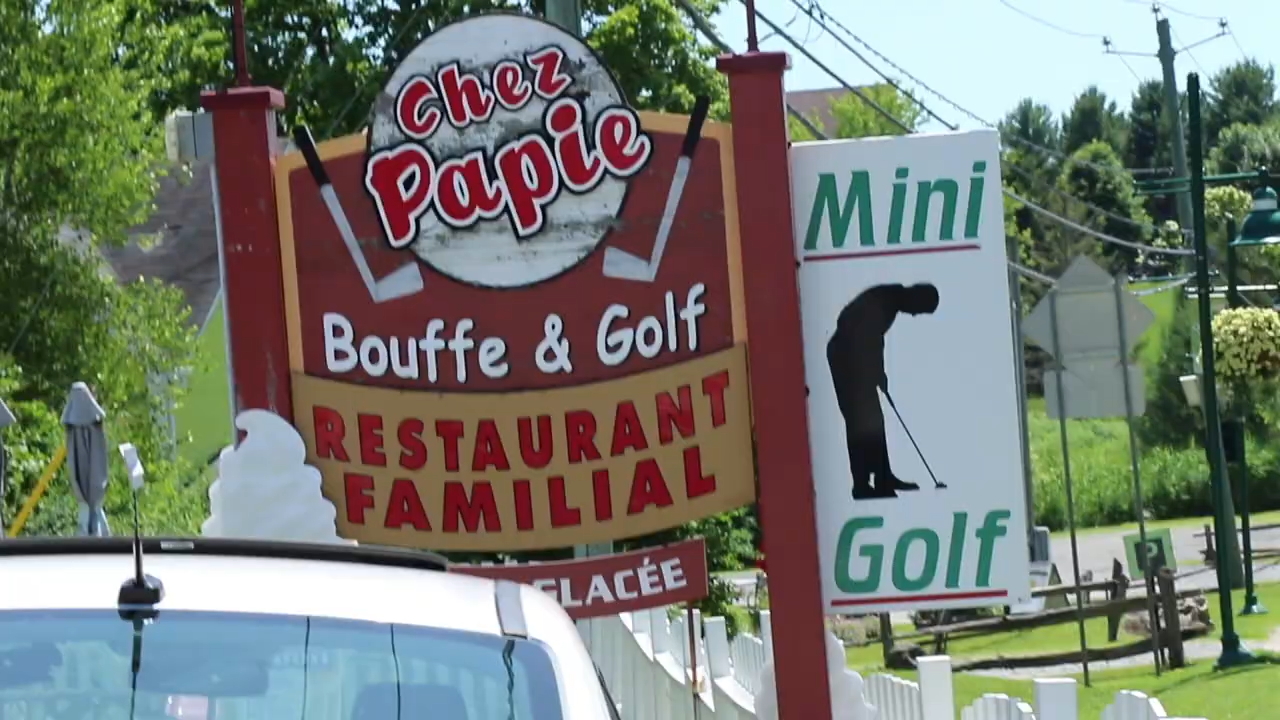 Chez
Papie
Bouffe & Golf
RESTAURANT
FAMILIAL
GLACÉE
Mini
Golf
P